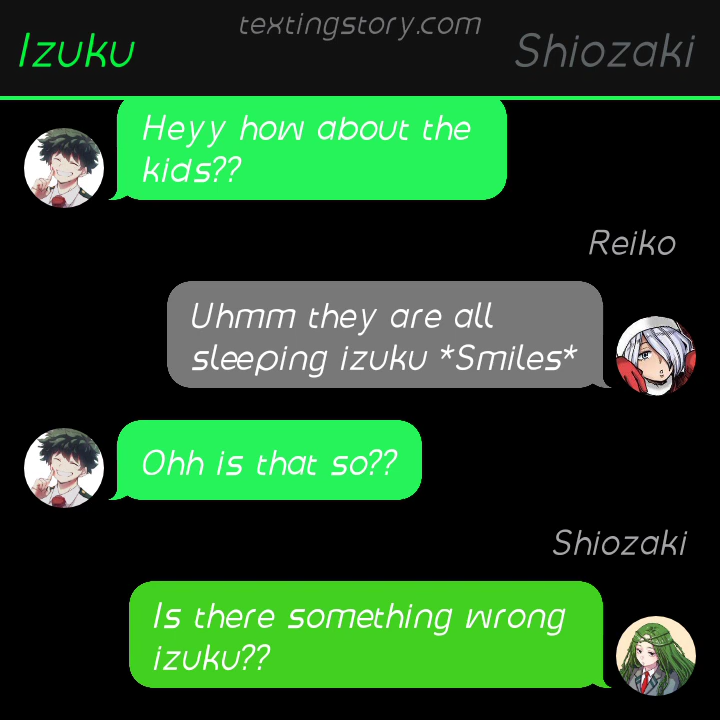 textingstory.com
Izuku
Shiozaki
Heyy how about the
kids??
Reiko
Uhmm they are all
sleeping izuku *Smiles*
Ohh is that so??
Shiozaki
Is there something wrong
izuku??